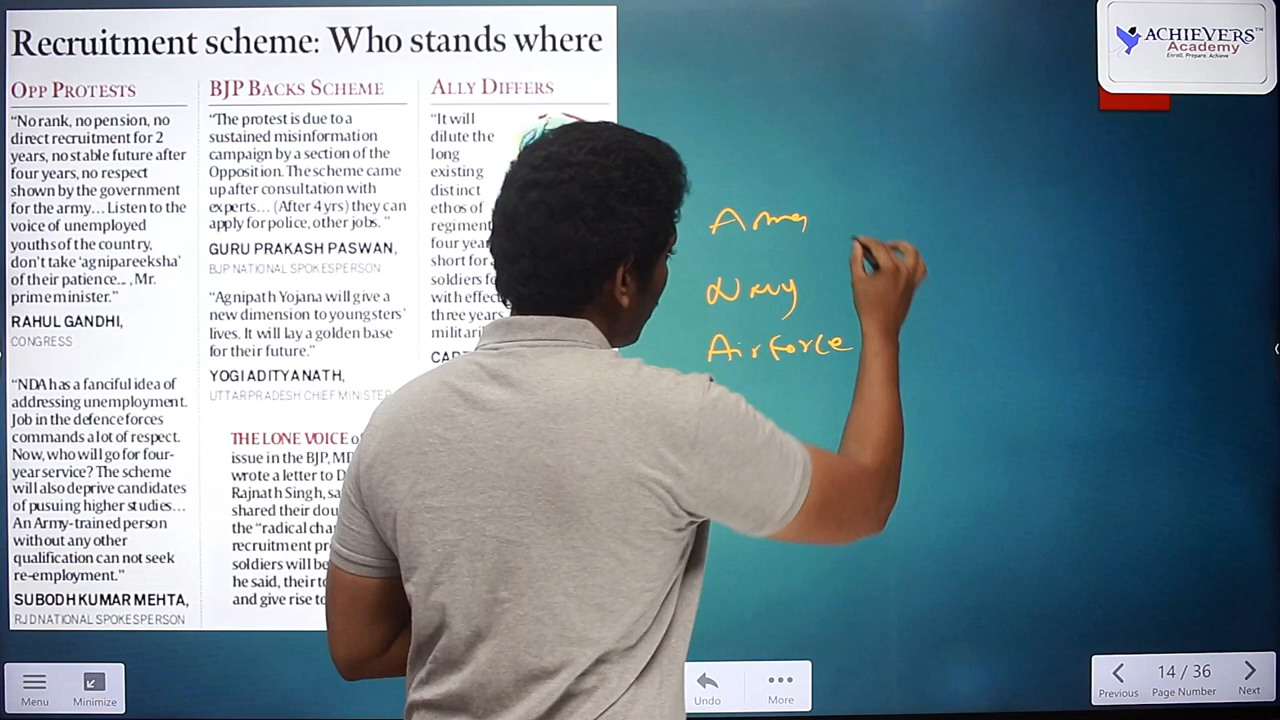 Recruitment scheme: Who stands where
OPP PROTESTS
"No rank, no pension, no
direct recruitment for 2
years, no stable future after
four years, no respect
shown by the government
for the army... Listen to the
voice of unemployed
youths of the country,
don't take 'agnipareeksha'
of their patience..., Mr.
prime minister."
RAHUL GANDHI,
CONGRESS
"NDA has a fanciful idea of
addressing unemployment.
Job in the defence forces
commands a lot of respect.
Now, who will go for four-
year service? The scheme
will also deprive candidates
of pusuing higher studies...
An Army-trained person
without any other
qualification can not seek
re-employment."
SUBODH KUMAR MEHTA,
RJD NATIONAL SPOKESPERSON
BJP BACKS SCHEME
"The protest is due to a
sustained misinformation
campaign by a section of the
Opposition. The scheme came
up after consultation with
experts... (After 4 yrs) they can
apply for police, other jobs."
GURU PRAKASH PASWAN,
BJP NATIONAL SPOKESPERSON
"Agnipath Yojana will give a
new dimension to youngsters'
lives. It will lay a golden base
for their future."
YOGI ADITYANATH,
UTTAR PRADESH CHIEF MINISTER
THE LONE VOICE
issue in the BJP,
wrote a letter to
Rajnath Singh,
shared their
the "radical
recruitment
soldiers will be
he said, their
and give rise to
ALLY DIFFERS
"It will
dilute the
long
existing
distinct
ethos of
four
short for
soldiers
with
three years
Army
Navy
Airforce
ACHIEVERS™
Academy
Enroll. Prepare. Achieve
Menu
Minimize
Undo
More
Previous
14 / 36
Page Number
Next